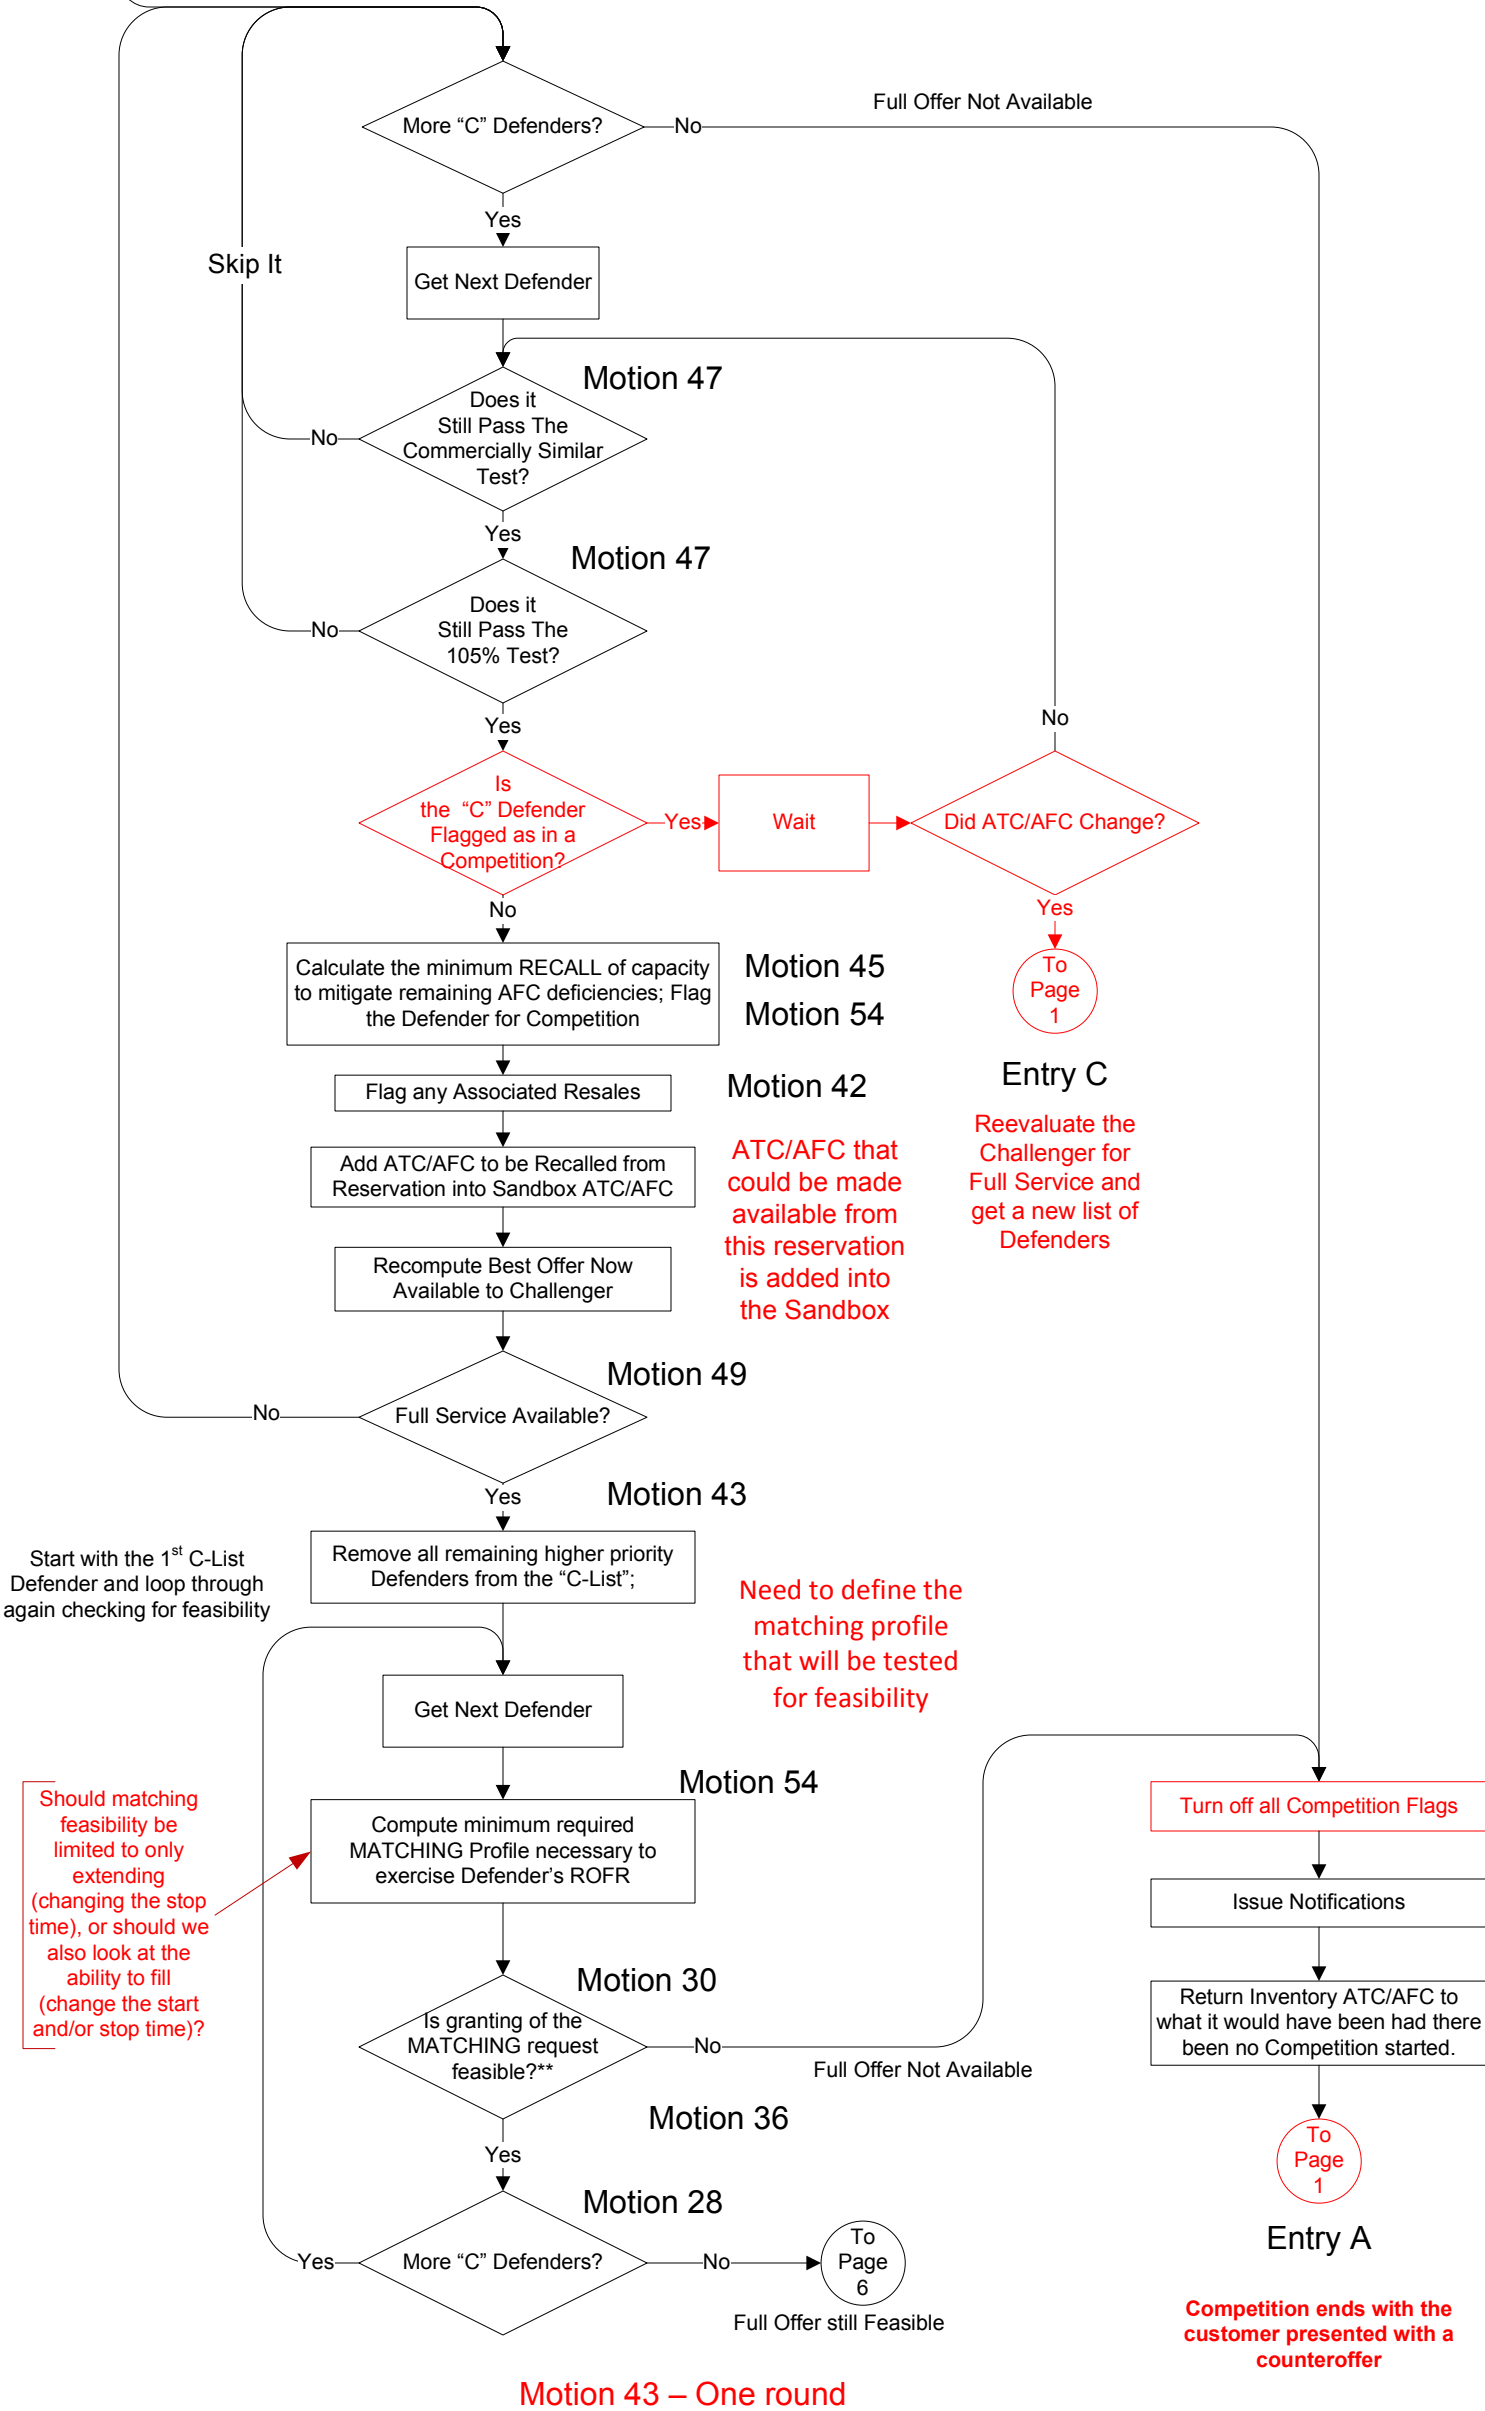 Full Offer Not Available
More “C” Defenders?
No
Yes
Skip It
Get Next Defender
Motion 47
Does it
Still Pass The
Commercially Similar
Test?
No
Yes
Motion 47
Does it
Still Pass The
105% Test?
No
Yes
No
Is
the “C” Defender
Flagged as in a
Competition?
Yes
Wait
Did ATC/AFC Change?
No
Yes
To
Page
1
Entry C
Reevaluate the
Challenger for
Full Service and
get a new list of
Defenders
Calculate the minimum RECALL of capacity
to mitigate remaining AFC deficiencies; Flag
the Defender for Competition
Motion 45
Motion 54
Flag any Associated Resales
Motion 42
Add ATC/AFC to be Recalled from
Reservation into Sandbox ATC/AFC
ATC/AFC that
could be made
available from
this reservation
is added into
the Sandbox
Recompute Best Offer Now
Available to Challenger
Motion 49
Full Service Available?
No
Yes
Motion 43
Start with the 1st C-List
Defender and loop through
again checking for feasibility
Remove all remaining higher priority
Defenders from the “C-List”;
Need to define the
matching profile
that will be tested
for feasibility
Get Next Defender
Motion 54
Should matching
feasibility be
limited to only
extending
(changing the stop
time), or should we
also look at the
ability to fill
(change the start
and/or stop time)?
Compute minimum required
MATCHING Profile necessary to
exercise Defender’s ROFR
Motion 30
Is granting of the
MATCHING request
feasible?**
No
Full Offer Not Available
Yes
Motion 36
Motion 28
More “C” Defenders?
Yes
No
To
Page
6
Full Offer still Feasible
Turn off all Competition Flags
Issue Notifications
Return Inventory ATC/AFC to
what it would have been had there
been no Competition started.
To
Page
1
Entry A
Competition ends with the
customer presented with a
counteroffer
Motion 43 – One round